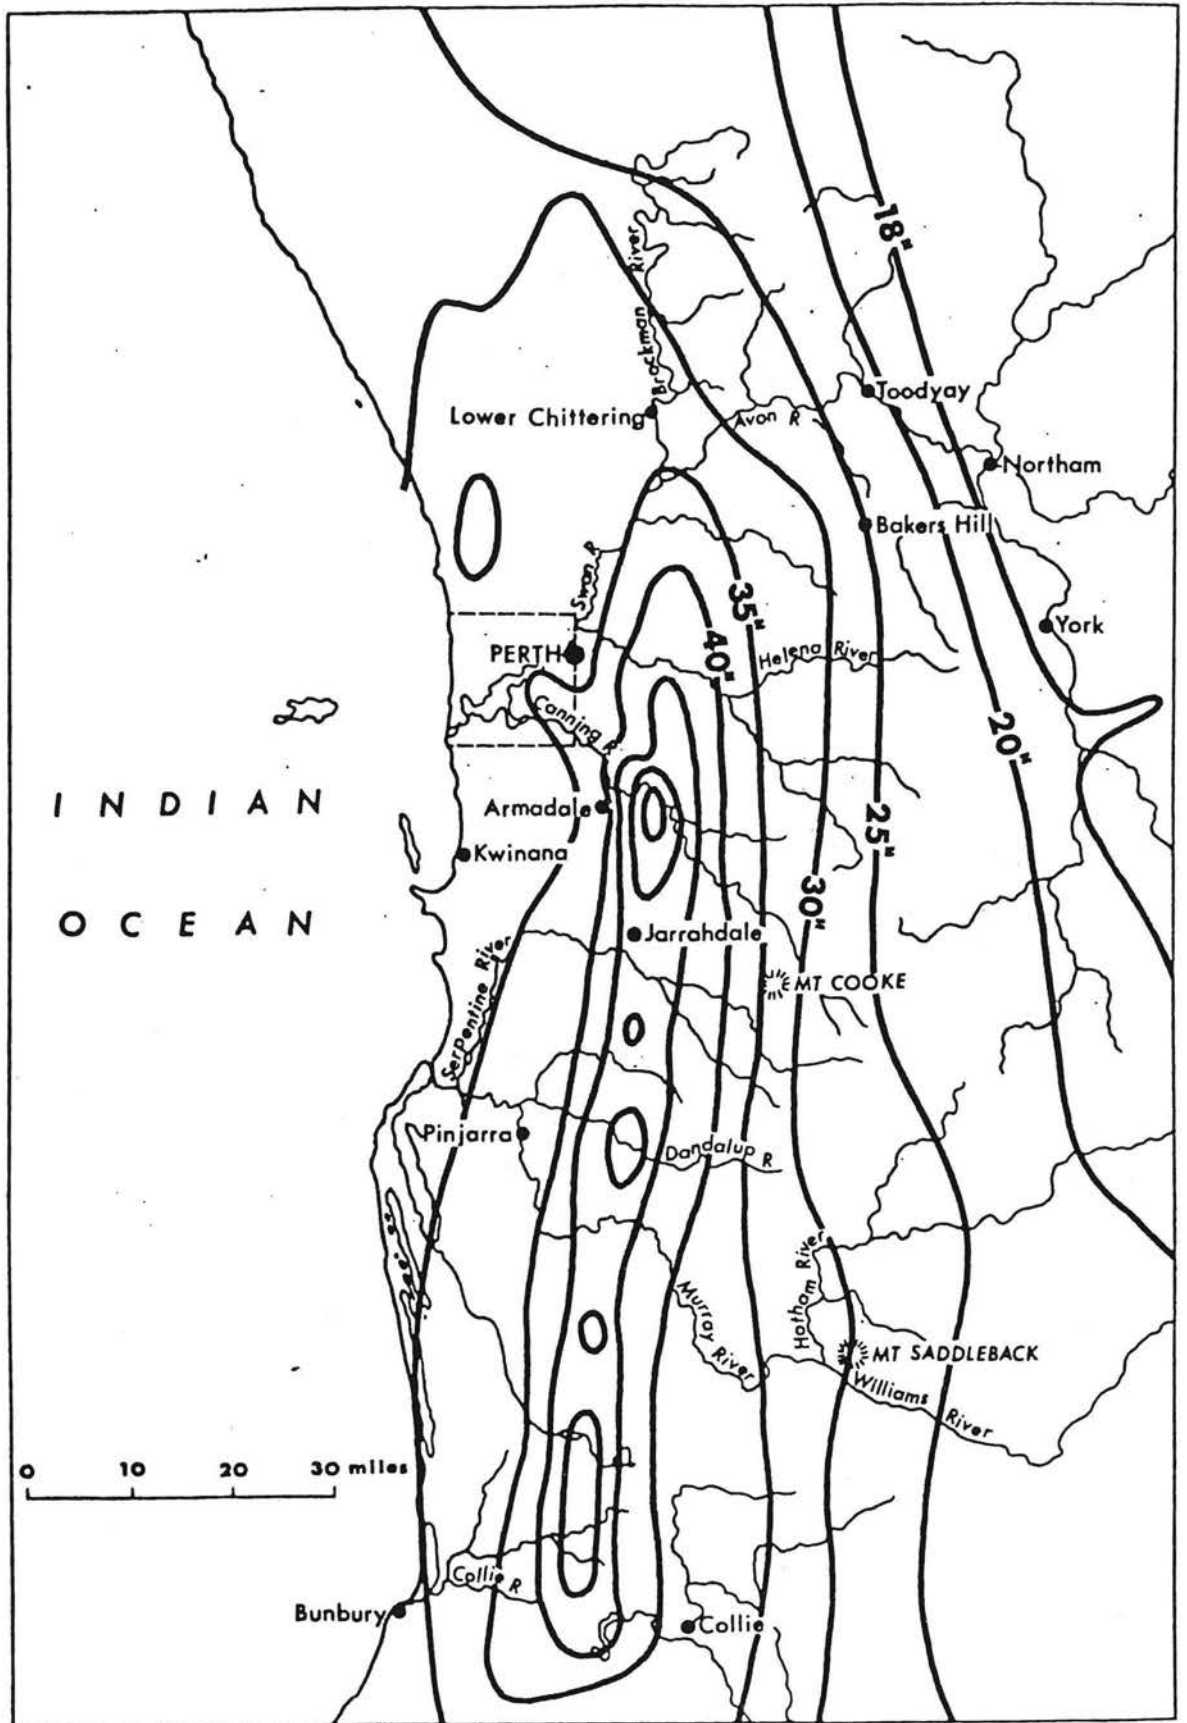 18"
Brockman River
Toodyay
Lower Chittering
Avon R
Northam
Bakers Hill
Swan R
35"
York
40"
PERTH
Helena River
Canning R
20"
INDIAN
Armadale
25"
Kwinana
30"
OCEAN
Jarrahdale
Serpentine River
MT COOKE
Pinjarra
Dandalup R
Hotham River
Murray River
MT SADDLEBACK
Williams River
0 10 20 30 miles
Collie R
Bunbury
Collie